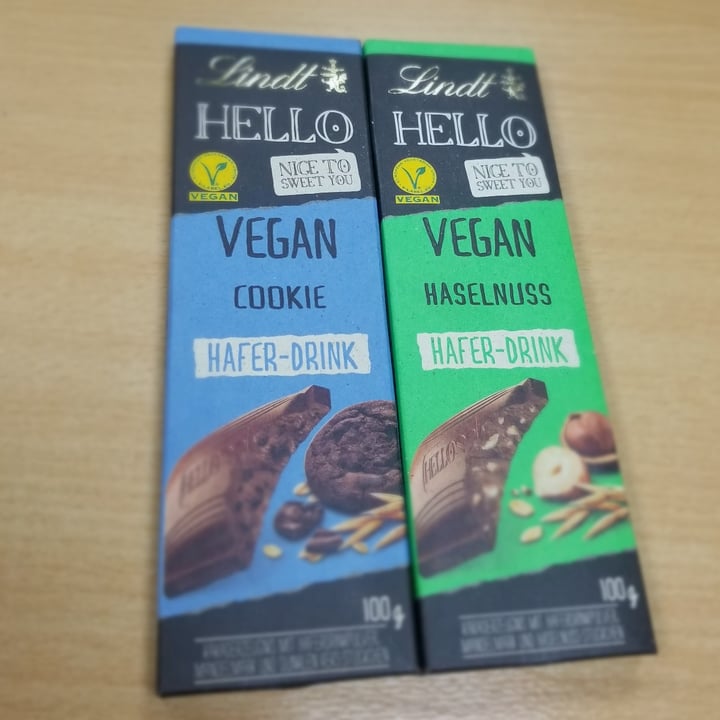 Lindt
HELLO
VEGAN
NICE TO
SWEET YOU
VEGAN
COOKIE
HAFER-DRINK
HELLO
100g
Lindt
HELLO
VEGAN
NICE TO
SWEET YOU
VEGAN
HASELNUSS
HAFER-DRINK
HELLO
100g